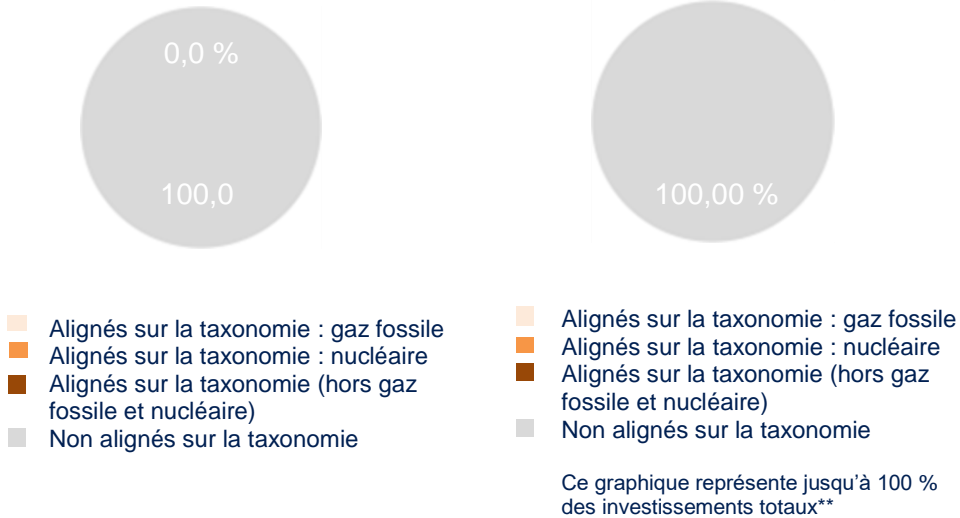 0,0 %
100,0
Alignés sur la taxonomie : gaz fossile
Alignés sur la taxonomie : nucléaire
Alignés sur la taxonomie (hors gaz
fossile et nucléaire)
Non alignés sur la taxonomie
100,00 %
Alignés sur la taxonomie : gaz fossile
Alignés sur la taxonomie : nucléaire
Alignés sur la taxonomie (hors gaz
fossile et nucléaire)
Non alignés sur la taxonomie
Ce graphique représente jusqu’à 100 %
des investissements totaux**